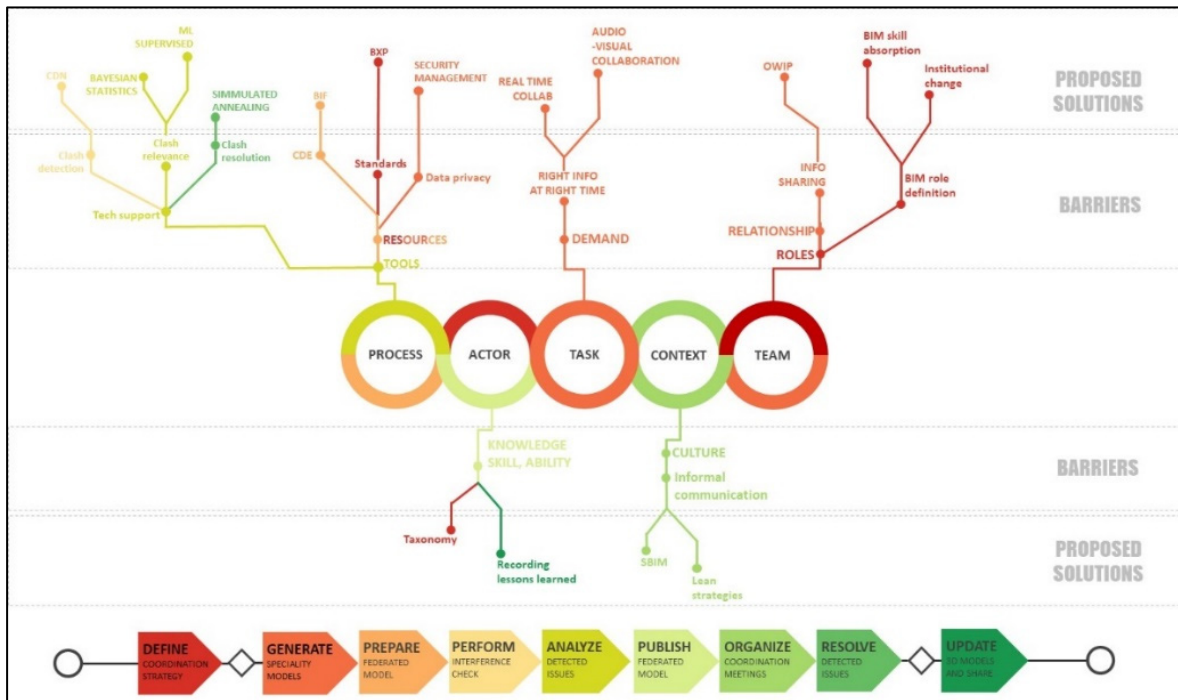 ML
SUPERVISED
CDN
BAYESIAN
STATISTICS
SIMMULATED
ANNEALING
BXP
BIF
SECURITY
MANAGEMENT
REAL TIME
COLLAB
AUDIO
-VISUAL
COLLABORATION
OWIP
BIM skill
absorption
Institutional
change
PROPOSED
SOLUTIONS
Clash
detection
Clash
relevance
Clash
resolution
Tech support
CDE
Standards
Data privacy
RESOURCES
TOOLS
RIGHT INFO
AT RIGHT TIME
DEMAND
INFO
SHARING
RELATIONSHIP
ROLES
BIM role
definition
BARRIERS
PROCESS
ACTOR
TASK
CONTEXT
TEAM
KNOWLEDGE
SKILL, ABILITY
CULTURE
Informal
communication
BARRIERS
Taxonomy
Recording
lessons learned
SBIM
Lean
strategies
PROPOSED
SOLUTIONS
DEFINE
COORDINATION
STRATEGY
GENERATE
SPECIALITY
MODELS
PREPARE
FEDERATED
MODEL
PERFORM
INTERFERENCE
CHECK
ANALYZE
DETECTED
ISSUES
PUBLISH
FEDERATED
MODEL
ORGANIZE
COORDINATION
MEETINGS
RESOLVE
DETECTED
ISSUES
UPDATE
3D MODELS
AND SHARE